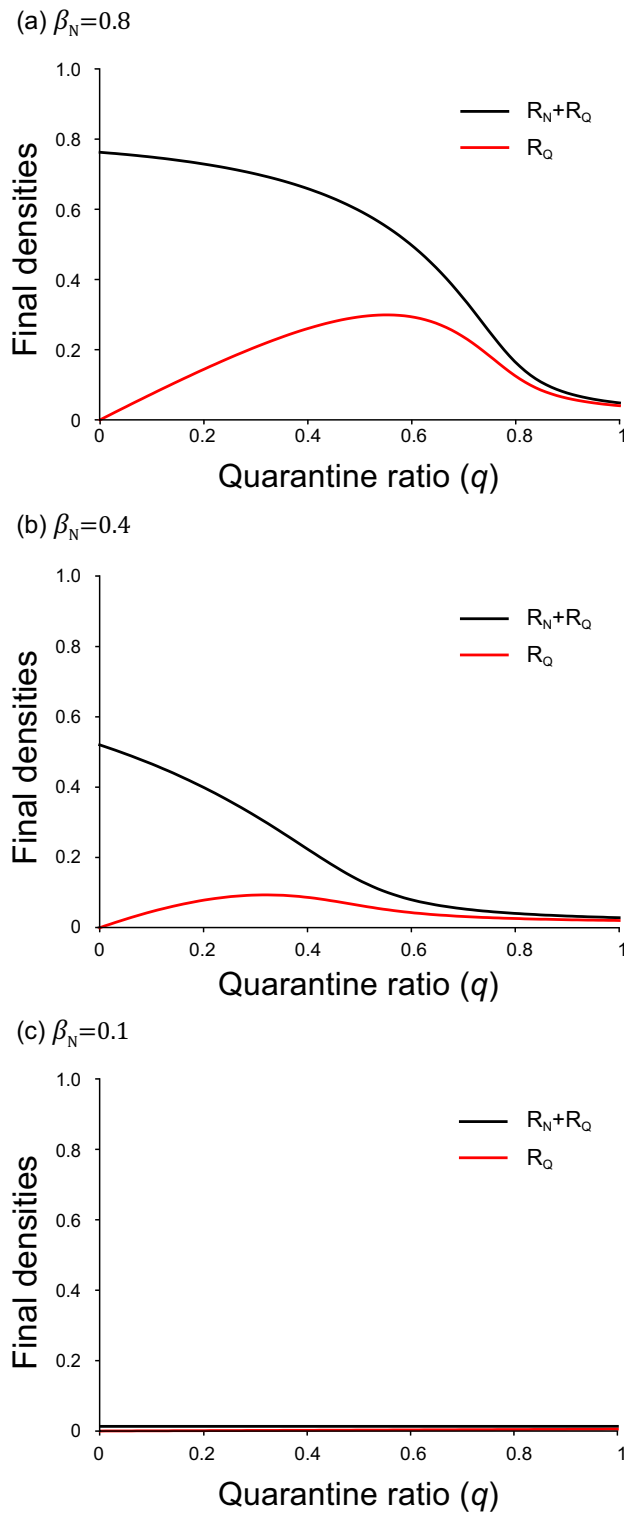 (a) βN=0.8
1.0
RN+RQ
0.8
RQ
0.6
0.4
0.2
0
0 0.2 0.4 0.6 0.8 1
Final densities
Quarantine ratio (q)
(b) βN=0.4
1.0
RN+RQ
0.8
RQ
0.6
0.4
0.2
0
0 0.2 0.4 0.6 0.8 1
Final densities
Quarantine ratio (q)
(c) βN=0.1
1.0
RN+RQ
0.8
RQ
0.6
0.4
0.2
0
0 0.2 0.4 0.6 0.8 1
Final densities
Quarantine ratio (q)